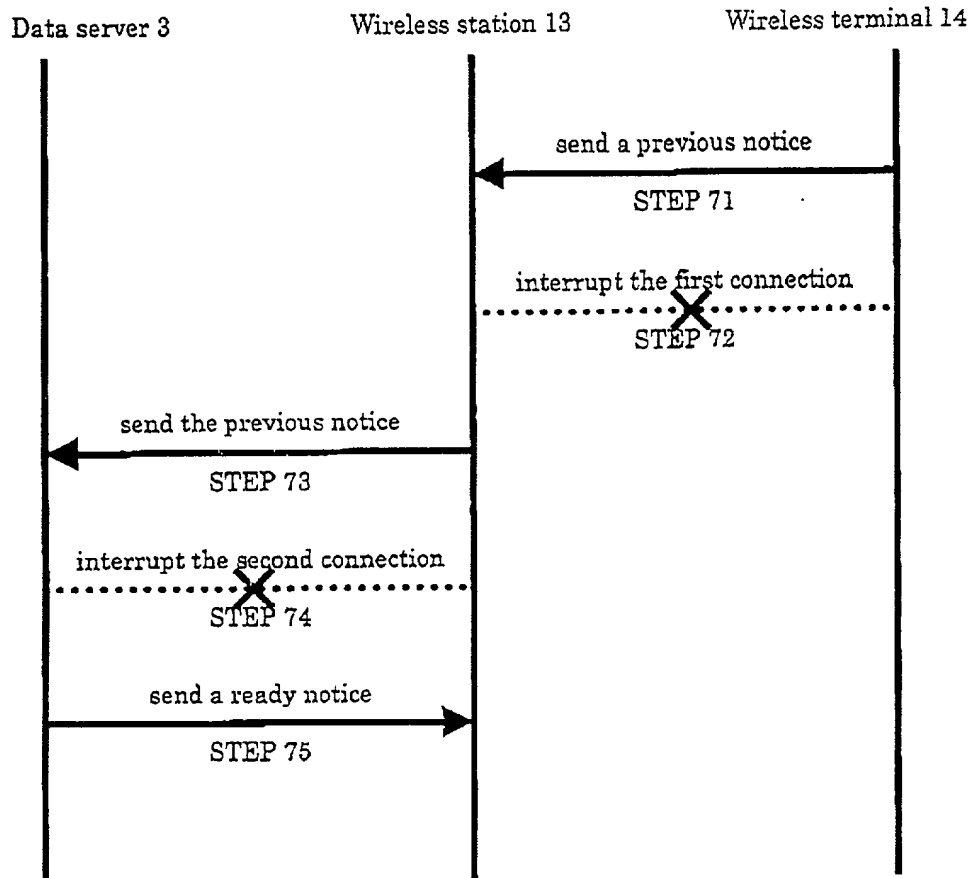 Data server 3
Wireless station 13
Wireless terminal 14
send a previous notice
STEP 71
interrupt the first connection
STEP 72
send the previous notice
STEP 73
interrupt the second connection
STEP 74
send a ready notice
STEP 75